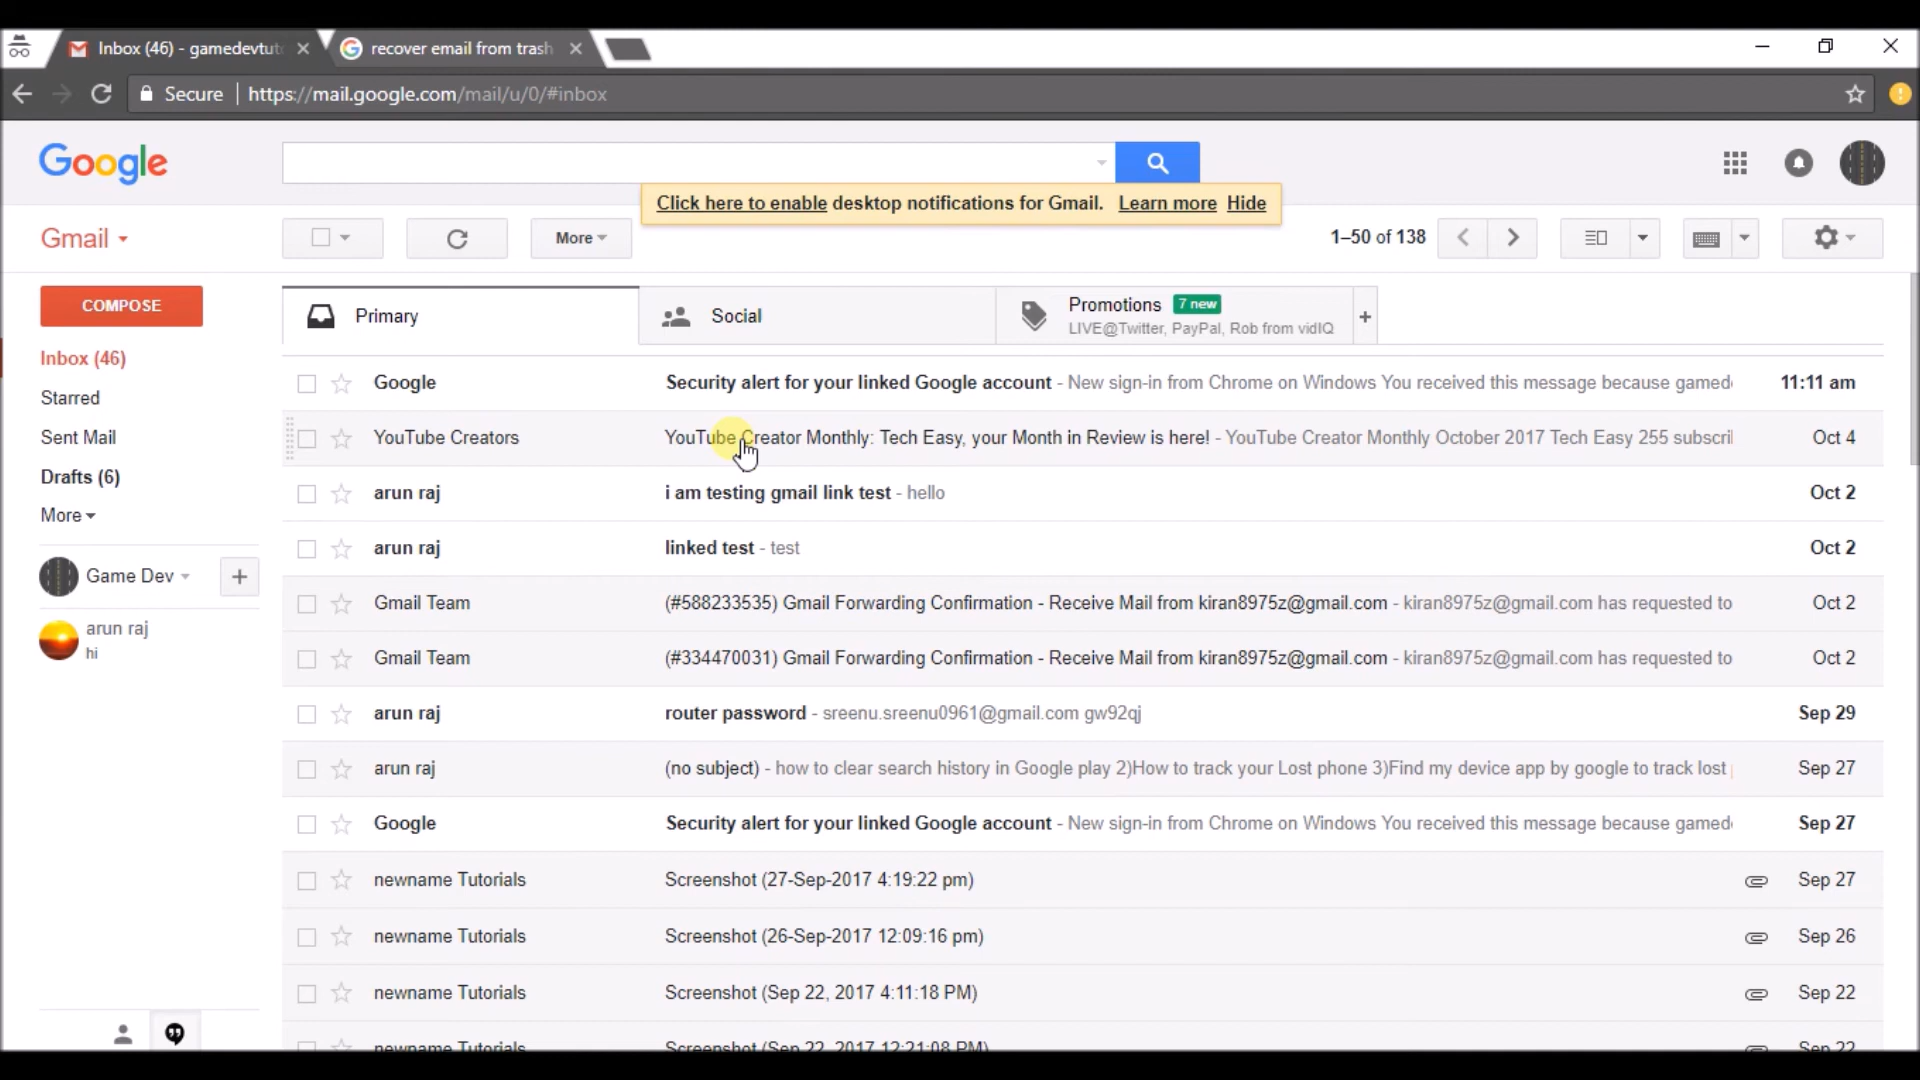 Inbox (46) - gamedevtut
recover email from trash
Secure
https://mail.google.com/mail/u/0/#inbox
Google
Click here to enable desktop notifications for Gmail. Learn more Hide
Gmail
More
1–50 of 138
COMPOSE
Inbox (46)
Starred
Sent Mail
Drafts (6)
More
Game Dev
arun raj
hi
Primary
Social
Promotions 7 new
LIVE@Twitter, PayPal, Rob from vidIQ
Google Security alert for your linked Google account - New sign-in from Chrome on Windows You received this message because gamed 11:11 am
YouTube Creators YouTube Creator Monthly: Tech Easy, your Month in Review is here! - YouTube Creator Monthly October 2017 Tech Easy 255 subscri Oct 4
arun raj i am testing gmail link test - hello Oct 2
arun raj linked test - test Oct 2
Gmail Team (#588233535) Gmail Forwarding Confirmation - Receive Mail from kiran8975z@gmail.com - kiran8975z@gmail.com has requested to Oct 2
Gmail Team (#334470031) Gmail Forwarding Confirmation - Receive Mail from kiran8975z@gmail.com - kiran8975z@gmail.com has requested to Oct 2
arun raj router password - sreenu.sreenu0961@gmail.com gw92qj Sep 29
arun raj (no subject) - how to clear search history in Google play 2)How to track your Lost phone 3)Find my device app by google to track lost Sep 27
Google Security alert for your linked Google account - New sign-in from Chrome on Windows You received this message because gamed Sep 27
newname Tutorials Screenshot (27-Sep-2017 4:19:22 pm) Sep 27
newname Tutorials Screenshot (26-Sep-2017 12:09:16 pm) Sep 26
newname Tutorials Screenshot (Sep 22, 2017 4:11:18 PM) Sep 22
newname Tutorials Screenshot (Sep 22, 2017 12:21:08 PM) Sep 22